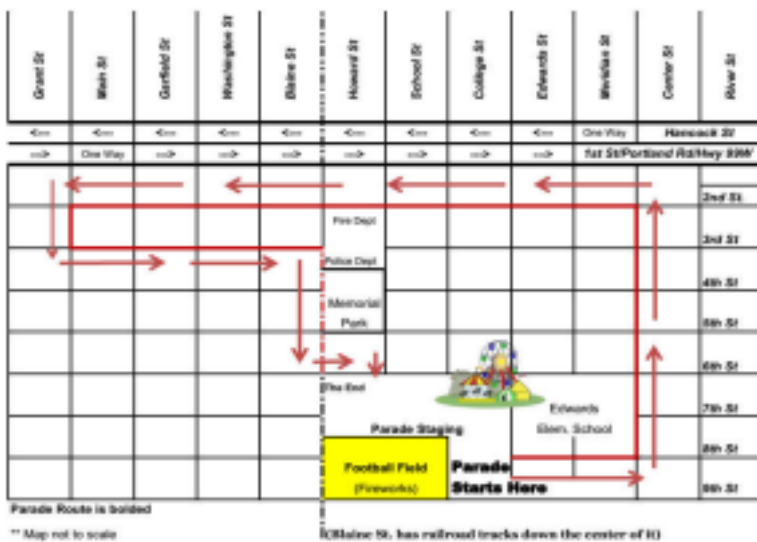 Grant St
Main St
Garfield St
Washington St
Blaine St
Howard St
School St
College St
Edwards St
Meridian St
Center St
River St
<--- <--- <--- <--- <--- <--- <--- <--- <--- One Way Hancock St
---> One Way ---> ---> ---> ---> ---> ---> ---> 1st St/Portland Rd/Hwy 99W
2nd St.
Fire Dept
3rd St
Police Dept
4th St
Memorial
Park
5th St
6th St
The End
7th St
Edwards
Elem. School
Parade Staging
8th St
Football Field
(Fireworks)
Parade
Starts Here
9th St
Parade Route is bolded
** Map not to scale
(Blaine St. has railroad tracks down the center of it)